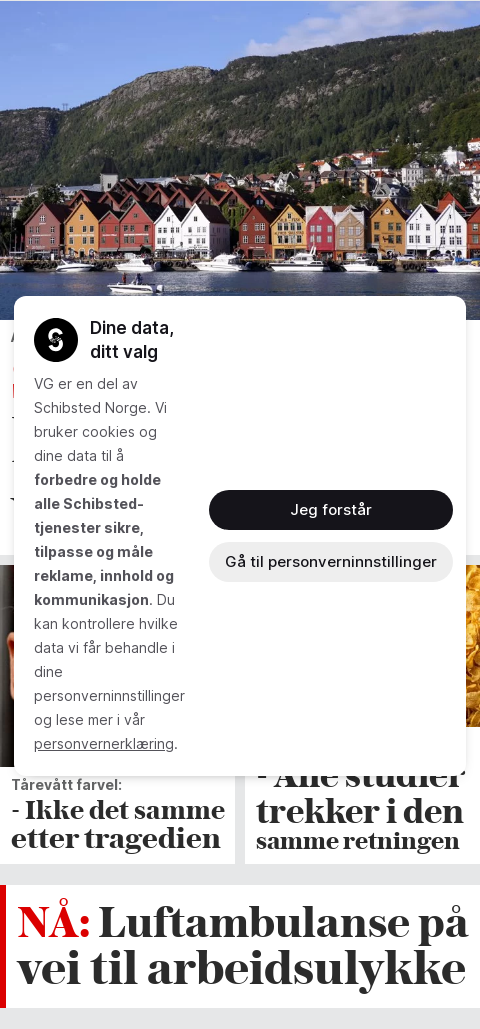 Dine data,
ditt valg
VG er en del av
Schibsted Norge. Vi
bruker cookies og
dine data til å
forbedre og holde
alle Schibsted-
tjenester sikre,
tilpasse og måle
reklame, innhold og
kommunikasjon. Du
kan kontrollere hvilke
data vi får behandle i
dine
personverninnstillinger
og lese mer i vår
personvernerklæring.
Jeg forstår
Gå til personverninnstillinger
Tårevått farvel:
- Ikke det samme
etter tragedien
- Alle studier
trekker i den
samme retningen
NÅ: Luftambulanse på
vei til arbeidsulykke